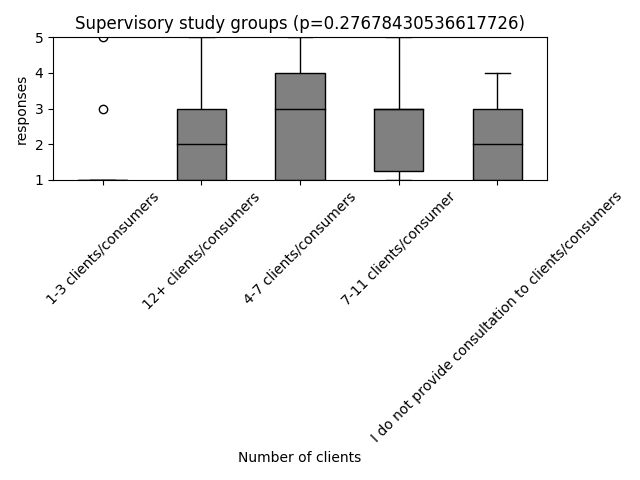 Supervisory study groups (p=0.27678430536617726)
responses
5
4
3
2
1
1-3 clients/consumers
12+ clients/consumers
4-7 clients/consumers
7-11 clients/consumer
I do not provide consultation to clients/consumers
Number of clients